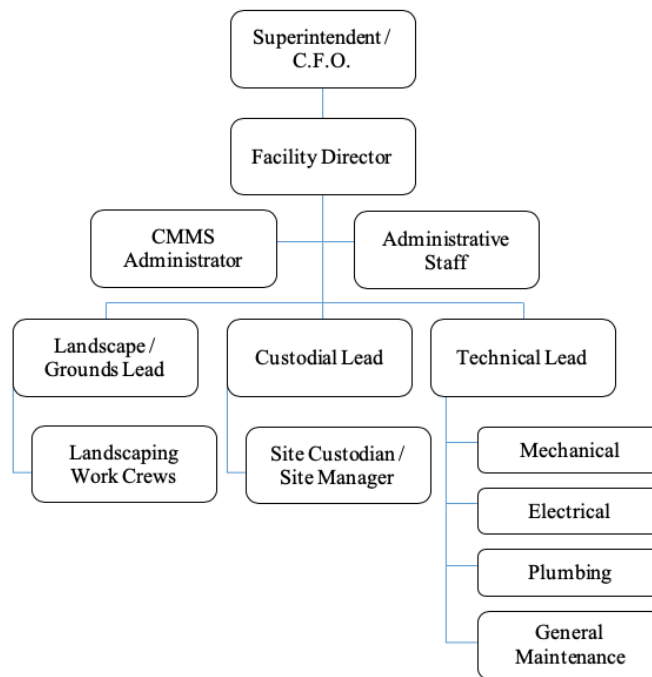 Superintendent /
C.F.O.
Facility Director
CMMS
Administrator
Administrative
Staff
Landscape /
Grounds Lead
Custodial Lead
Technical Lead
Landscaping
Work Crews
Site Custodian /
Site Manager
Mechanical
Electrical
Plumbing
General
Maintenance